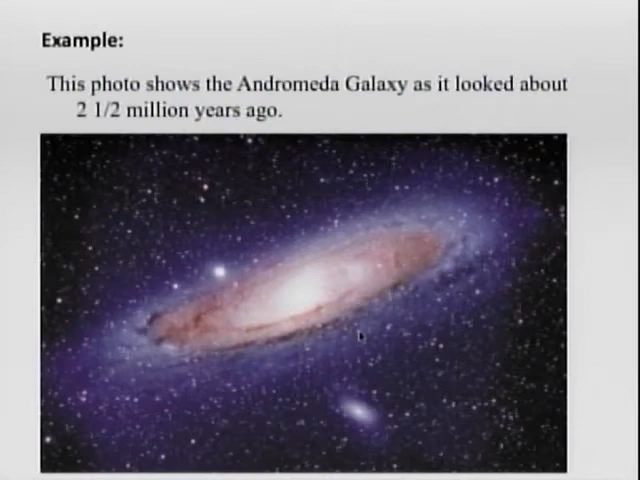 Example:
This photo shows the Andromeda Galaxy as it looked about
2 1/2 million years ago.